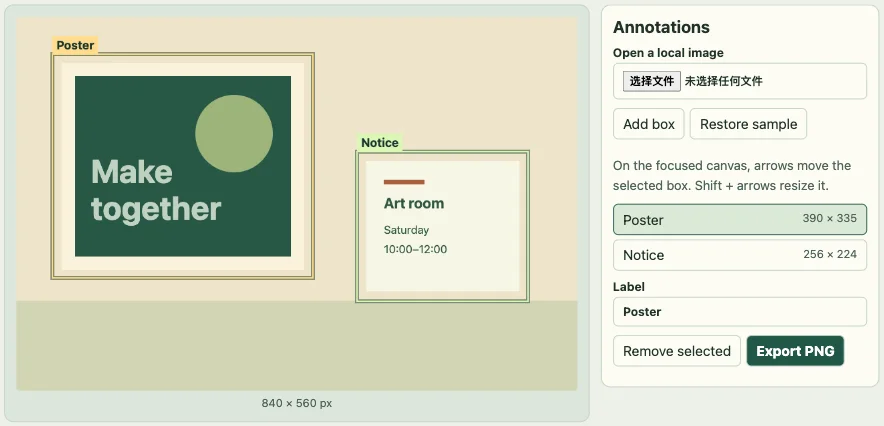 Poster
Make
together
Notice
Art room
Saturday
10:00–12:00
840 × 560 px
Annotations
Open a local image
选择文件 未选择任何文件
Add box Restore sample
On the focused canvas, arrows move the
selected box. Shift + arrows resize it.
Poster 390 × 335
Notice 256 × 224
Label
Poster
Remove selected Export PNG